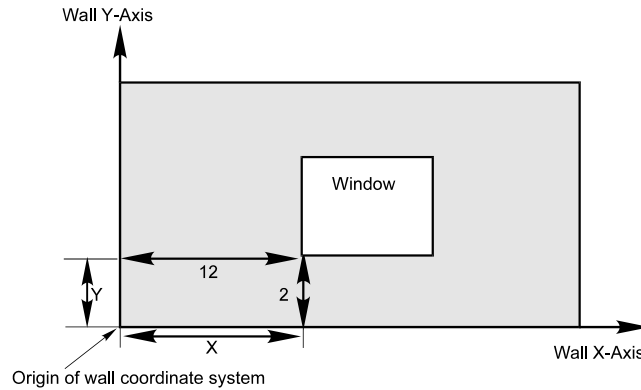 Wall Y-Axis
Window
12
Y
2
X
Wall X-Axis
Origin of wall coordinate system